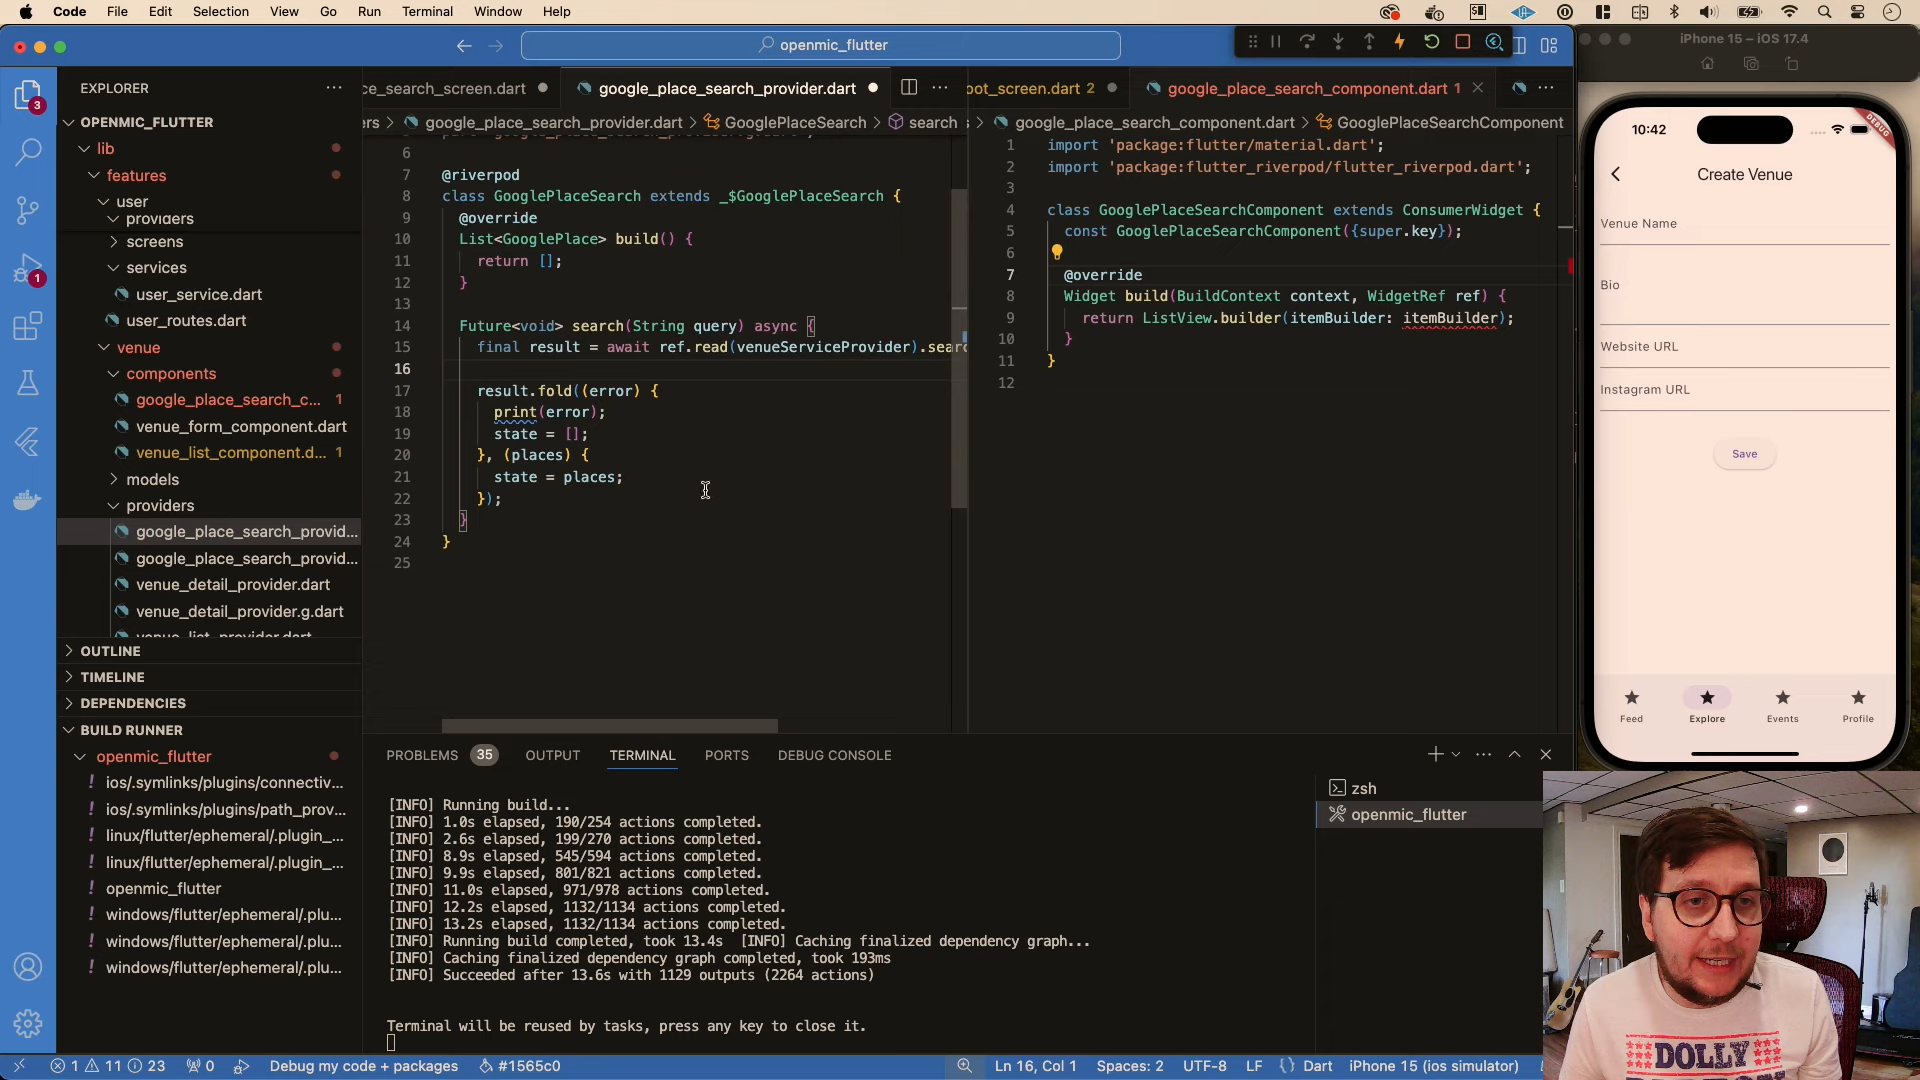 Code File Edit Selection View Go Run Terminal Window Help
openmic_flutter
iPhone 15 – iOS 17.4
EXPLORER
OPENMIC_FLUTTER
lib
features
user
providers
screens
services
user_service.dart
user_routes.dart
venue
components
google_place_search_c... 1
venue_form_component.dart
venue_list_component.d... 1
models
providers
google_place_search_provid...
google_place_search_provid...
venue_detail_provider.dart
venue_detail_provider.g.dart
venue_list_provider.dart
OUTLINE
TIMELINE
DEPENDENCIES
BUILD RUNNER
openmic_flutter
ios/.symlinks/plugins/connectiv...
ios/.symlinks/plugins/path_prov...
linux/flutter/ephemeral/.plugin_...
linux/flutter/ephemeral/.plugin_...
openmic_flutter
windows/flutter/ephemeral/.plu...
windows/flutter/ephemeral/.plu...
windows/flutter/ephemeral/.plu...
3
1
ce_search_screen.dart google_place_search_provider.dart
ers > google_place_search_provider.dart > GooglePlaceSearch > search
6
7 @riverpod
8 class GooglePlaceSearch extends _$GooglePlaceSearch {
9 @override
10 List<GooglePlace> build() {
11 return [];
12 }
13
14 Future<void> search(String query) async {
15 final result = await ref.read(venueServiceProvider).searc
16
17 result.fold((error) {
18 print(error);
19 state = [];
20 }, (places) {
21 state = places;
22 });
23 }
24 }
25
oot_screen.dart 2 google_place_search_component.dart 1
s > google_place_search_component.dart > GooglePlaceSearchComponent
1 import 'package:flutter/material.dart';
2 import 'package:flutter_riverpod/flutter_riverpod.dart';
3
4 class GooglePlaceSearchComponent extends ConsumerWidget {
5 const GooglePlaceSearchComponent({super.key});
6
7 @override
8 Widget build(BuildContext context, WidgetRef ref) {
9 return ListView.builder(itemBuilder: itemBuilder);
10 }
11 }
12
PROBLEMS 35 OUTPUT TERMINAL PORTS DEBUG CONSOLE
[INFO] Running build...
[INFO] 1.0s elapsed, 190/254 actions completed.
[INFO] 2.6s elapsed, 199/270 actions completed.
[INFO] 8.9s elapsed, 545/594 actions completed.
[INFO] 9.9s elapsed, 801/821 actions completed.
[INFO] 11.0s elapsed, 971/978 actions completed.
[INFO] 12.2s elapsed, 1132/1134 actions completed.
[INFO] 13.2s elapsed, 1132/1134 actions completed.
[INFO] Running build completed, took 13.4s [INFO] Caching finalized dependency graph...
[INFO] Caching finalized dependency graph completed, took 193ms
[INFO] Succeeded after 13.6s with 1129 outputs (2264 actions)
Terminal will be reused by tasks, press any key to close it.
zsh
openmic_flutter
1 11 23 0 Debug my code + packages #1565c0 Ln 16, Col 1 Spaces: 2 UTF-8 LF {} Dart iPhone 15 (ios simulator)
10:42
DEBUG
Create Venue
Venue Name
Bio
Website URL
Instagram URL
Save
Feed Explore Events Profile
DOLLY